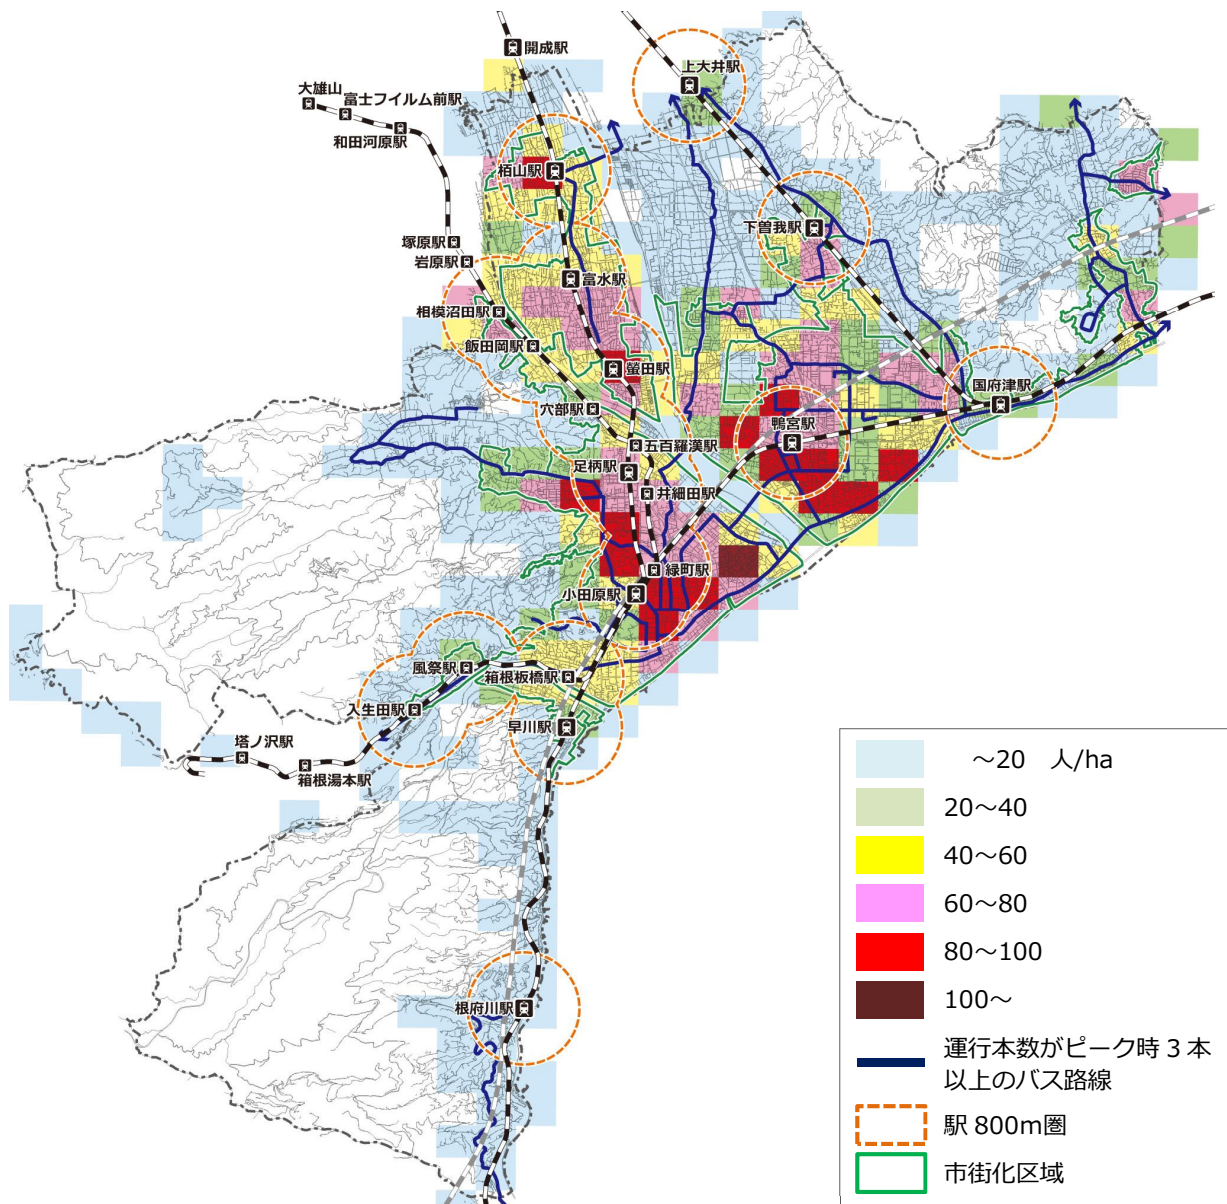 開成駅
大雄山
富士フイルム前駅
和田河原駅
上大井駅
栢山駅
下曽我駅
塚原駅
岩原駅
富水駅
相模沼田駅
飯田岡駅
螢田駅
国府津駅
穴部駅
鴨宮駅
五百羅漢駅
足柄駅
井細田駅
緑町駅
小田原駅
風祭駅
箱根板橋駅
入生田駅
早川駅
塔ノ沢駅
箱根湯本駅
根府川駅
～20 人/ha
20～40
40～60
60～80
80～100
100～
運行本数がピーク時3本
以上のバス路線
駅800m圏
市街化区域